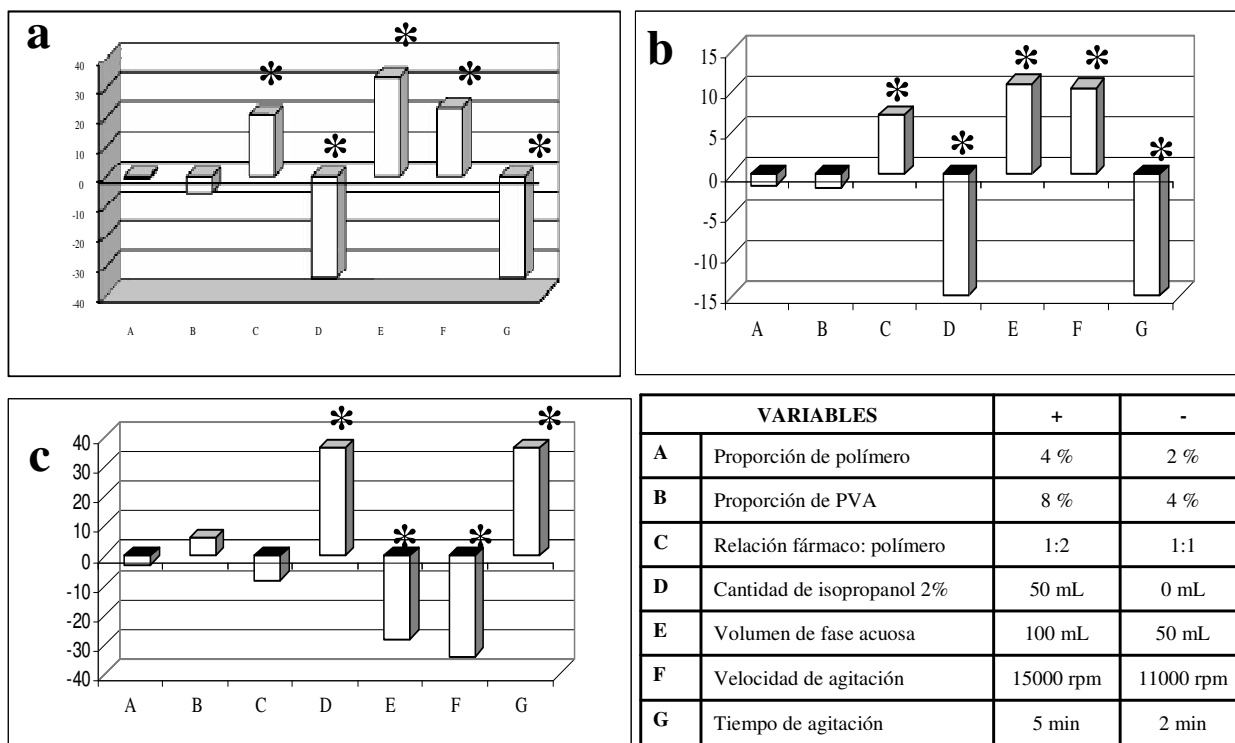 a
40
30
20
10
0
-10
-20
-30
-40
A B C D E F G
b
15
10
5
0
-5
-10
-15
A B C D E F G
c
40
30
20
10
0
-10
-20
-30
-40
A B C D E F G
VARIABLES + -
A Proporción de polímero 4 % 2 %
B Proporción de PVA 8 % 4 %
C Relación fármaco: polímero 1:2 1:1
D Cantidad de isopropanol 2% 50 mL 0 mL
E Volumen de fase acuosa 100 mL 50 mL
F Velocidad de agitación 15000 rpm 11000 rpm
G Tiempo de agitación 5 min 2 min